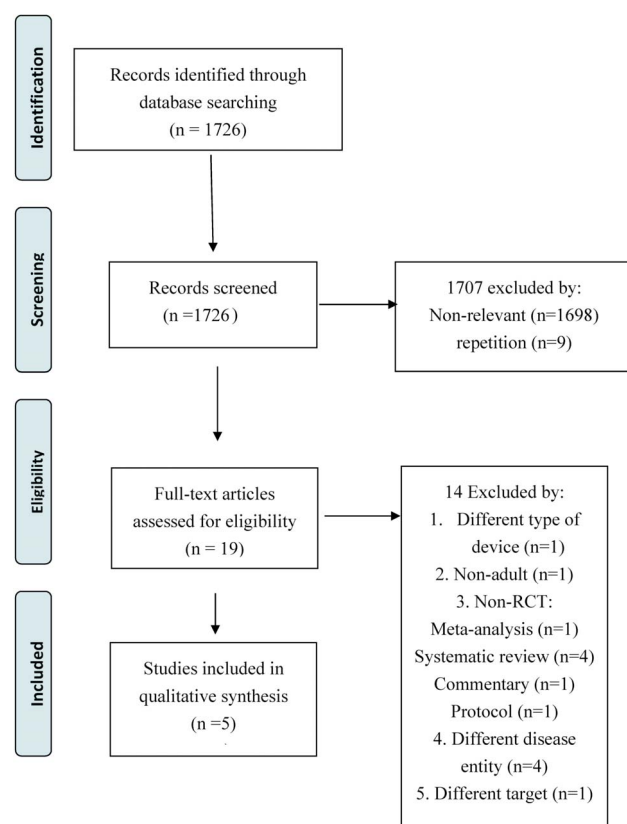 Identification
Records identified through
database searching
(n = 1726)
Screening
Records screened
(n =1726)
1707 excluded by:
Non-relevant (n=1698)
repetition (n=9)
Eligibility
Full-text articles
assessed for eligibility
(n = 19)
14 Excluded by:
1. Different type of
device (n=1)
2. Non-adult (n=1)
3. Non-RCT:
Meta-analysis (n=1)
Systematic review (n=4)
Commentary (n=1)
Protocol (n=1)
4. Different disease
entity (n=4)
5. Different target (n=1)
Included
Studies included in
qualitative synthesis
(n =5)